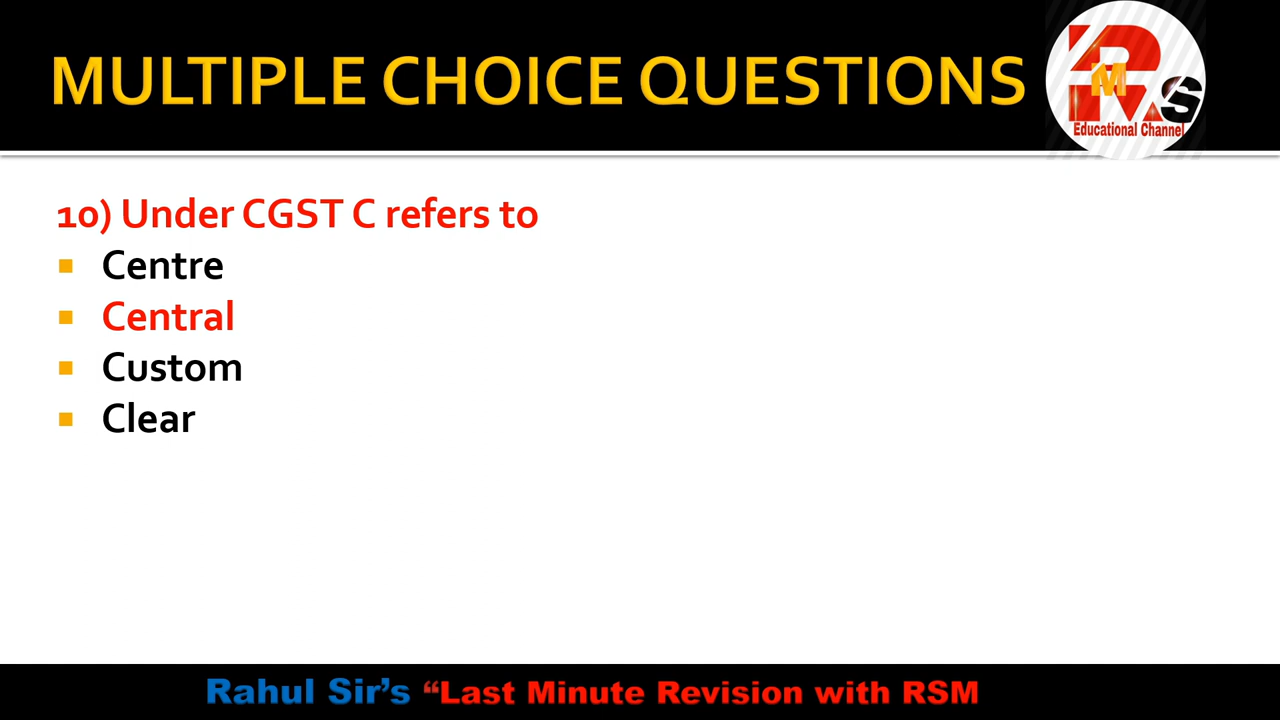 MULTIPLE CHOICE QUESTIONS
RMS
Educational Channel
10) Under CGST C refers to
Centre
Central
Custom
Clear
Rahul Sir's “Last Minute Revision with RSM